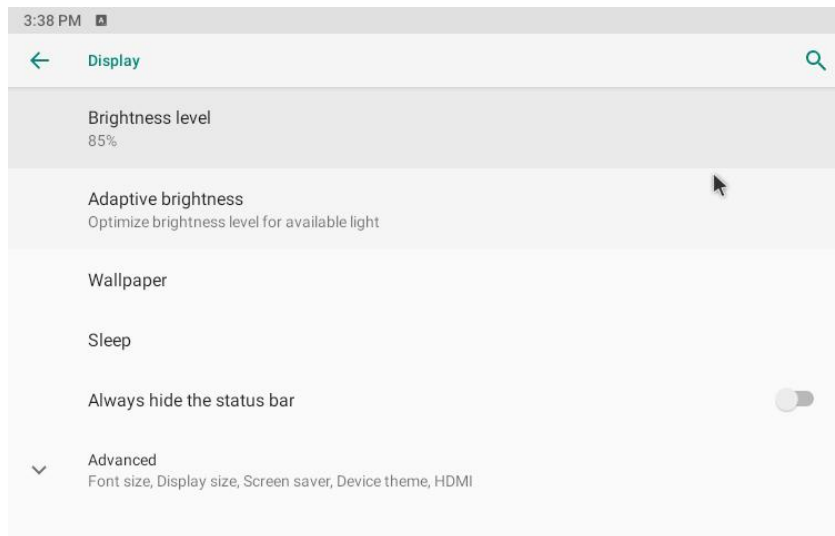 3:38 PM A
Display
Brightness level
85%
Adaptive brightness
Optimize brightness level for available light
Wallpaper
Sleep
Always hide the status bar
Advanced
Font size, Display size, Screen saver, Device theme, HDMI